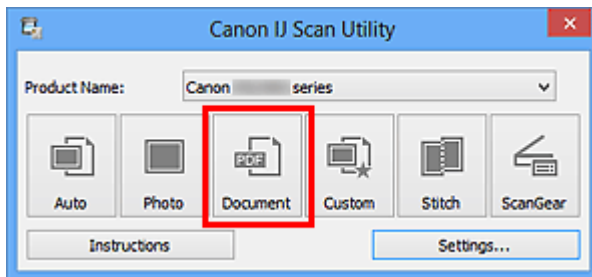 Canon IJ Scan Utility
Product Name: Canon series
PDF
Auto Photo Document Custom Stitch ScanGear
Instructions Settings...